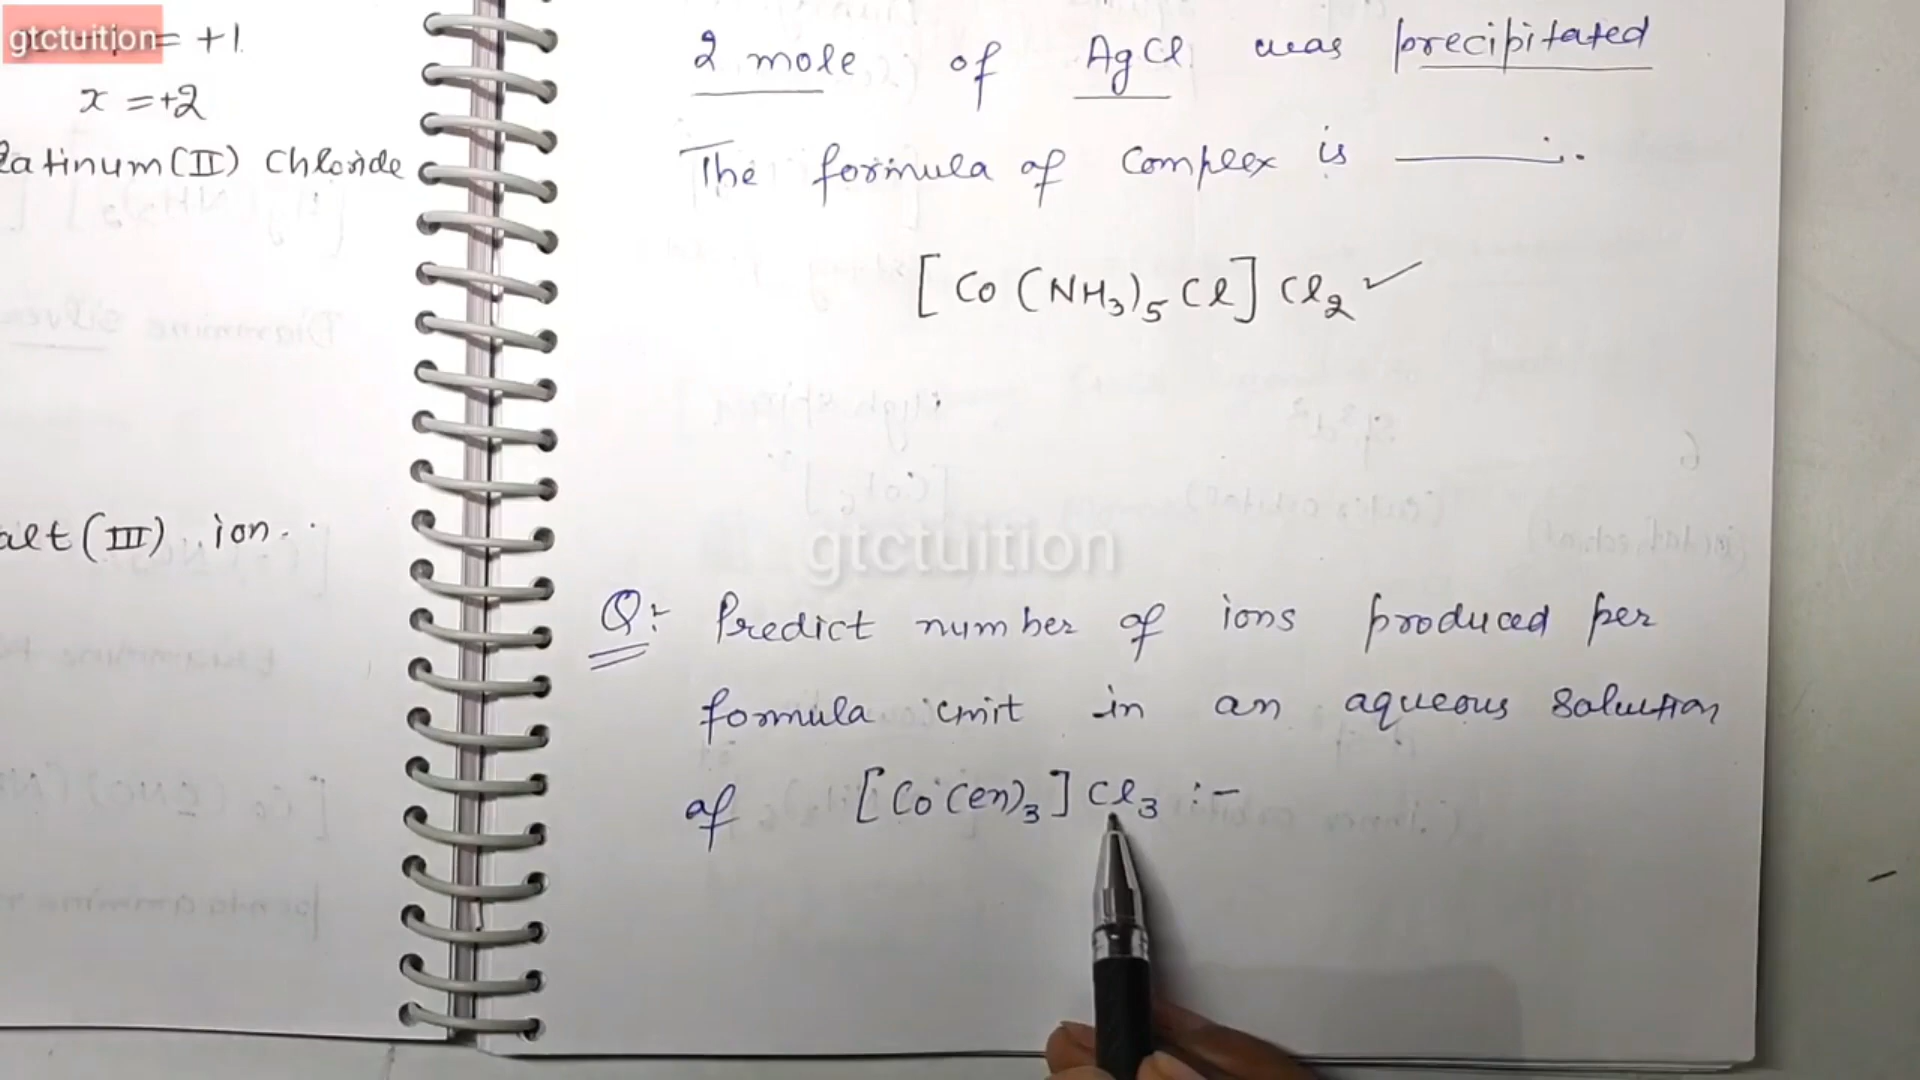 gtctuition
= +1
x = +2
latinum (II) Chloride
alt (III) ion.
2 mole of AgCl was precipitated
The formula of Complex is ______.
[Co(NH₃)₅Cl]Cl₂ ✓
gtctuition
Q:- Predict number of ions produced per
formula unit in an aqueous solution
of [Co(en)₃]Cl₃ :-